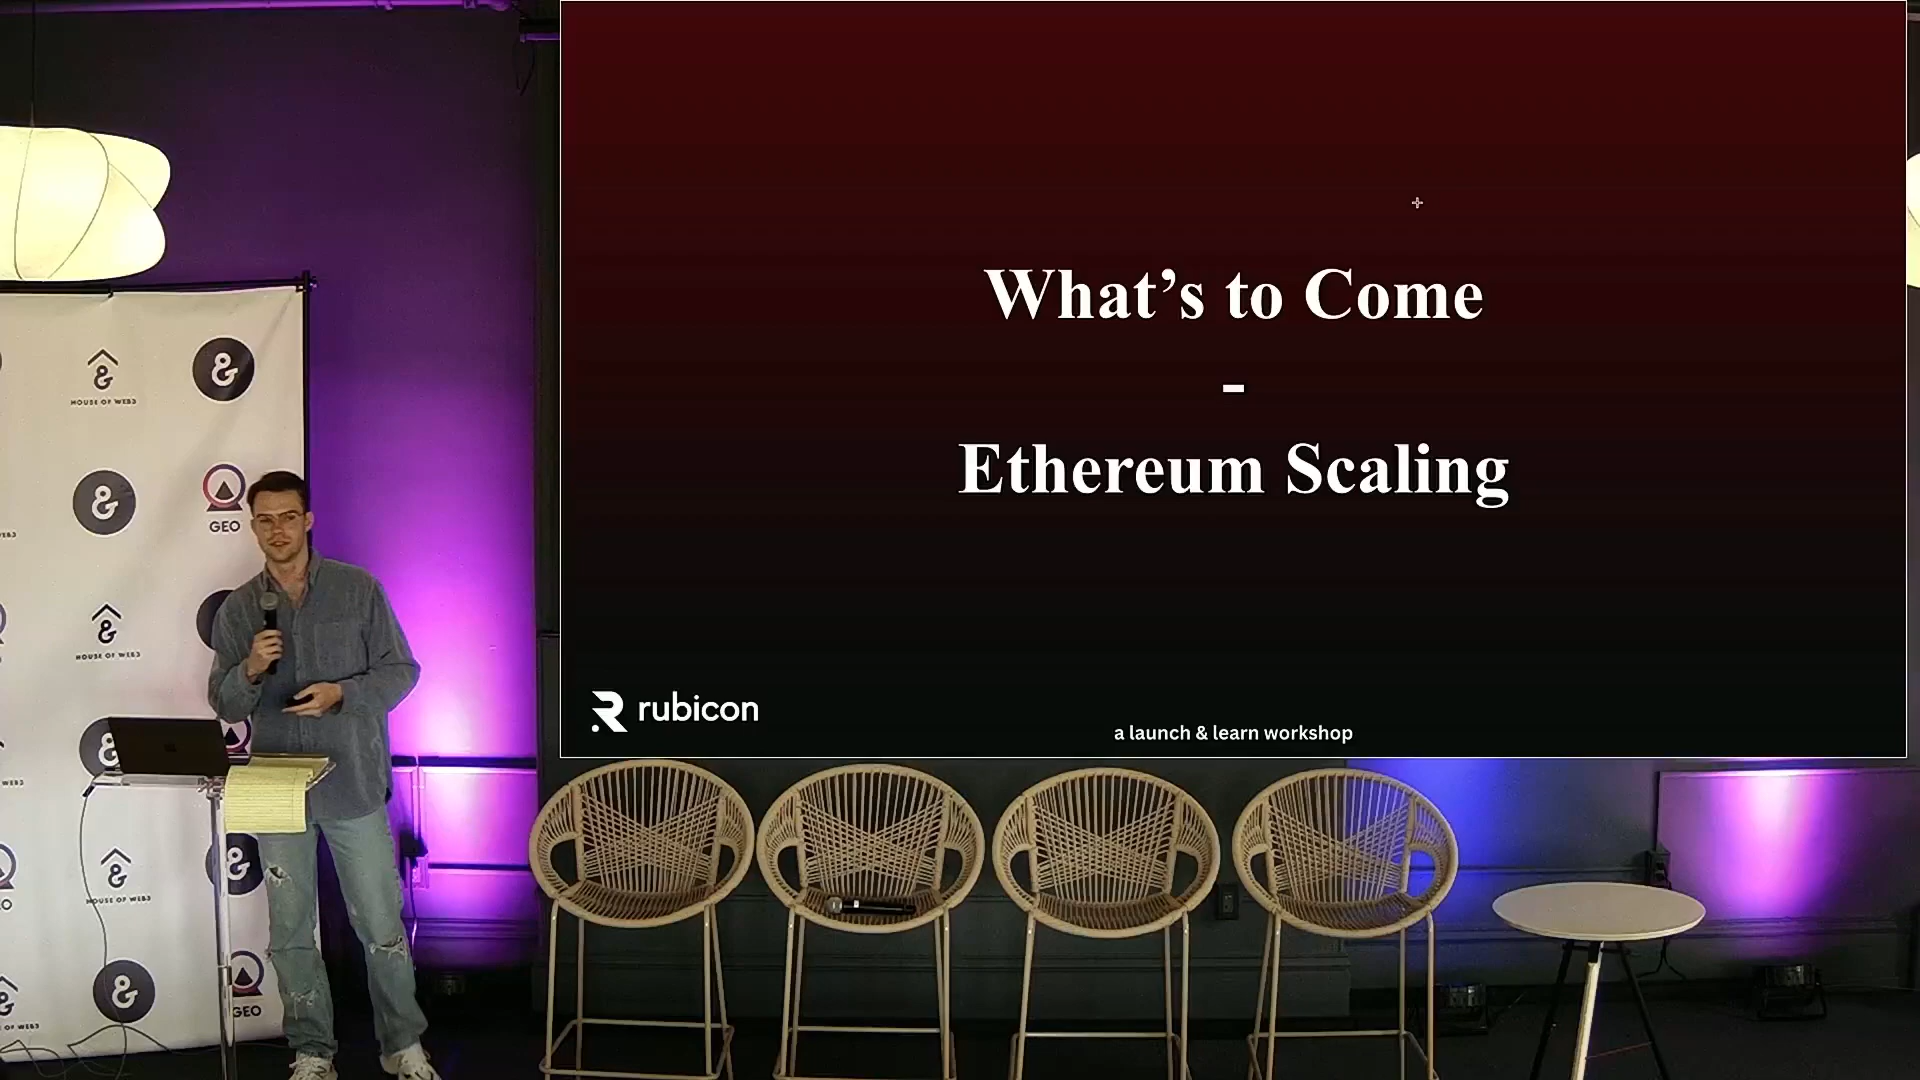 What's to Come
-
Ethereum Scaling
rubicon
a launch & learn workshop
&
HOUSE OF WEB3
&
&
GEO
&
HOUSE OF WEB3
&
&
HOUSE OF WEB3
&
&
GEO